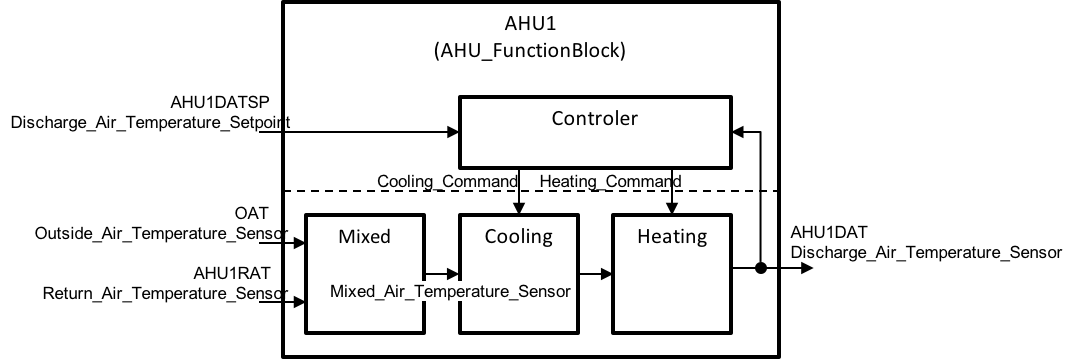 AHU1
(AHU_FunctionBlock)
AHU1DATSP
Discharge_Air_Temperature_Setpoint
Controler
Cooling_Command
Heating_Command
OAT
Outside_Air_Temperature_Sensor
Mixed
Cooling
Heating
AHU1DAT
Discharge_Air_Temperature_Sensor
AHU1RAT
Return_Air_Temperature_Sensor
Mixed_Air_Temperature_Sensor